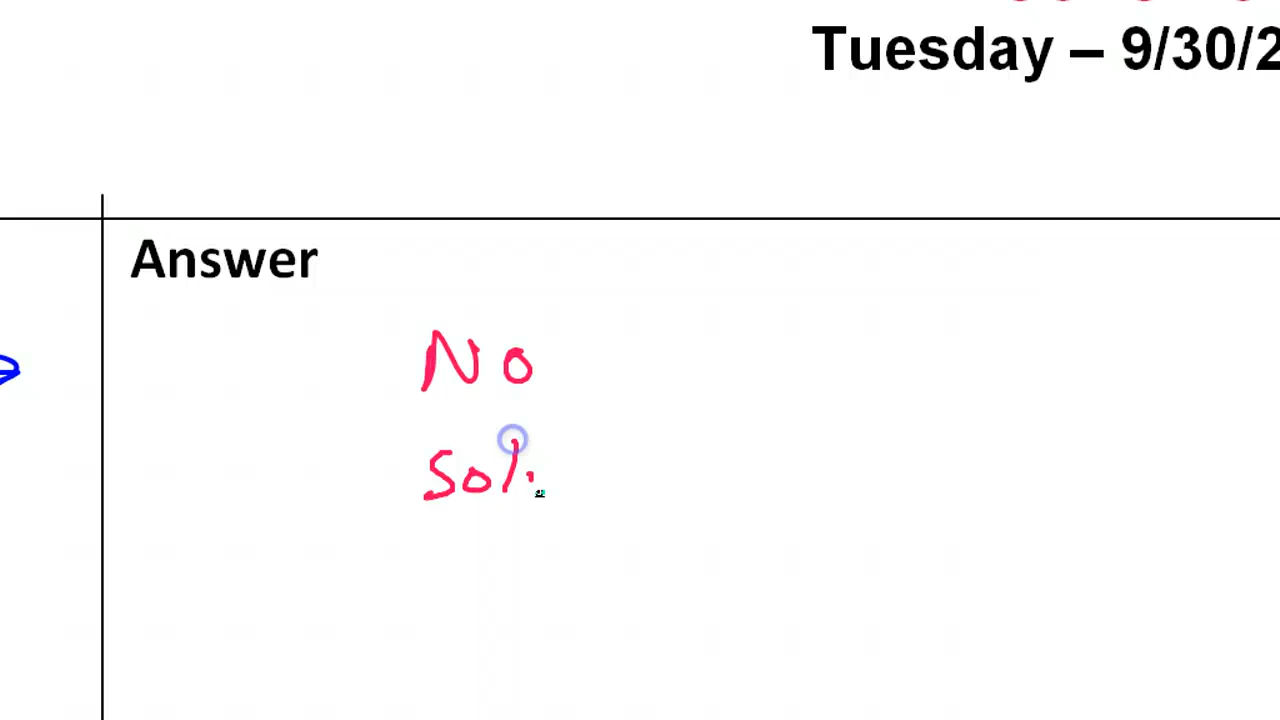 Tuesday – 9/30/2
Answer
No
Sol